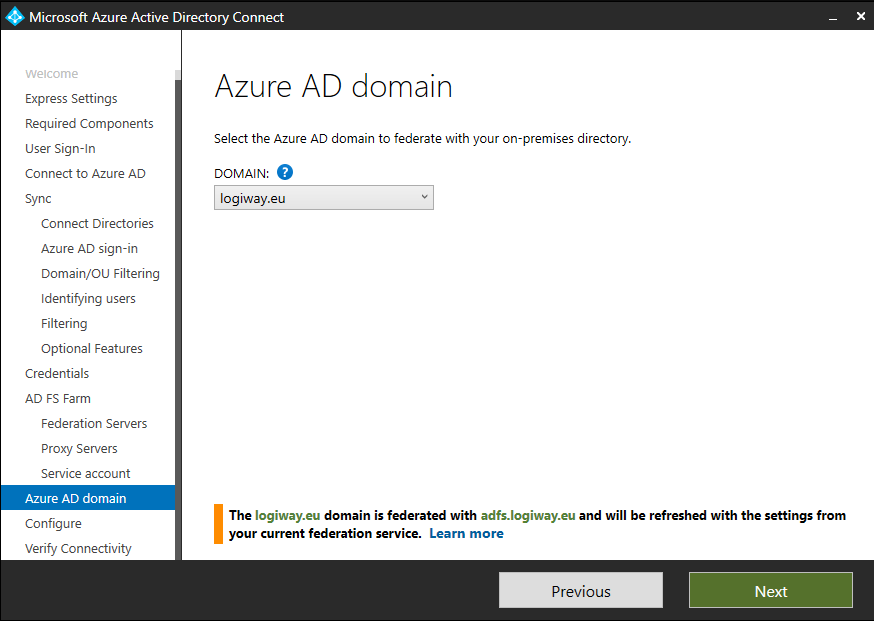 Microsoft Azure Active Directory Connect
Welcome
Express Settings
Required Components
User Sign-In
Connect to Azure AD
Sync
Connect Directories
Azure AD sign-in
Domain/OU Filtering
Identifying users
Filtering
Optional Features
Credentials
AD FS Farm
Federation Servers
Proxy Servers
Service account
Azure AD domain
Configure
Verify Connectivity
Azure AD domain
Select the Azure AD domain to federate with your on-premises directory.
DOMAIN: ?
logiway.eu
The logiway.eu domain is federated with adfs.logiway.eu and will be refreshed with the settings from
your current federation service. Learn more
Previous
Next